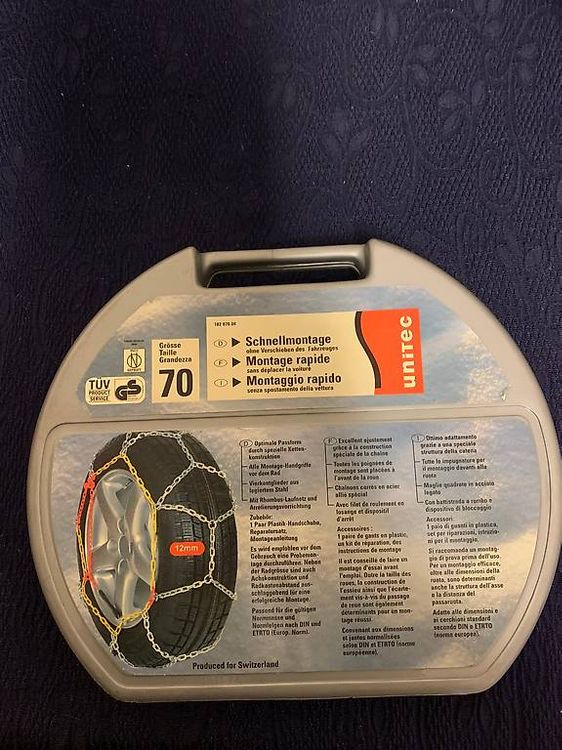 182 076 04
D Schnellmontage
ohne Verschieben des Fahrzeuges
F Montage rapide
sans déplacer la voiture
I Montaggio rapido
senza spostamento della vettura
unitec
Grösse
Taille
Grandezza
70
TÜV
PRODUCT
SERVICE
GS
12mm
D Optimale Passform
durch spezielle Ketten-
konstruktion
- Alle Montage-Handgriffe
vor dem Rad
- Vierkantglieder aus
legiertem Stahl
- Mit Rhombus-Laufnetz und
Arretierungsvorrichtung
Zubehör:
1 Paar Plastik-Handschuhe,
Reparatursatz,
Montageanleitung
Es wird empfohlen vor dem
Gebrauch eine Probemon-
tage durchzuführen. Neben
der Radgrösse sind auch
Achskonstruktion und
Radkastenabstand aus-
schlaggebend für eine
erfolgreiche Montage.
Passend für die gültigen
Normreifen und
Normfelgen nach DIN und
ETRTO (Europ. Norm).
F Excellent ajustement
grâce à la construction
spéciale de la chaîne
- Toutes les poignées de
montage sont placées à
l'avant de la roue
- Chaînons carrés en acier
allié spécial
- Avec filet de roulement en
losange et dispositif
d'arrêt
Accessoires :
1 paire de gants en plastic,
un kit de réparation, des
instructions de montage
Il est conseillé de faire un
montage d'essai avant
l'emploi. Outre la taille des
roues, la construction de
l'essieu ainsi que l'écarte-
ment vis-à-vis du passage
de roue sont également
déterminants pour un mon-
tage réussi.
Convenant aux dimensions
et jantes normalisées
selon DIN et ETRTO (norme
européenne).
I Ottimo adattamento
grazie a una speciale
struttura della catena
- Tutte le impugnature per
il montaggio davanti alla
ruota
- Maglie quadrate in acciaio
legato
- Con battistrada a rombo e
dispositivo di bloccaggio
Accessori:
1 paio di guanti in plastica,
set per riparazioni, istruzio-
ni per il montaggio.
Si raccomanda un montag-
gio di prova prima dell'uso.
Per un montaggio efficace,
oltre alle dimensioni della
ruota, sono determinanti
anche la struttura dell'asse
e la distanza del
passaruota.
Adatte alle dimensioni e
ai cerchioni standard
secondo DIN e ETRTO
(norma europea).
Produced for Switzerland